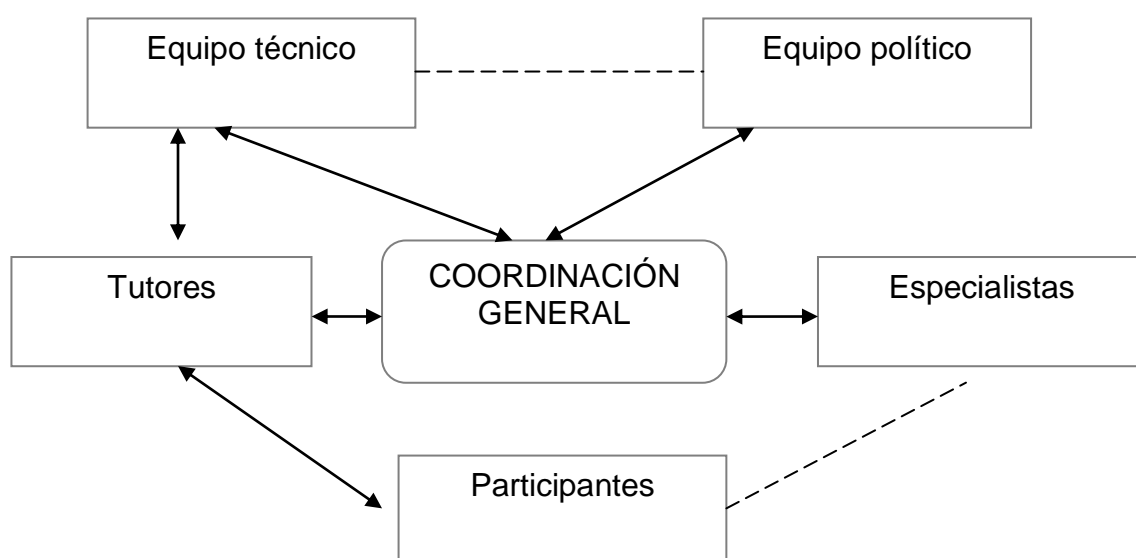 Equipo técnico
Equipo político
Tutores
COORDINACIÓN
GENERAL
Especialistas
Participantes